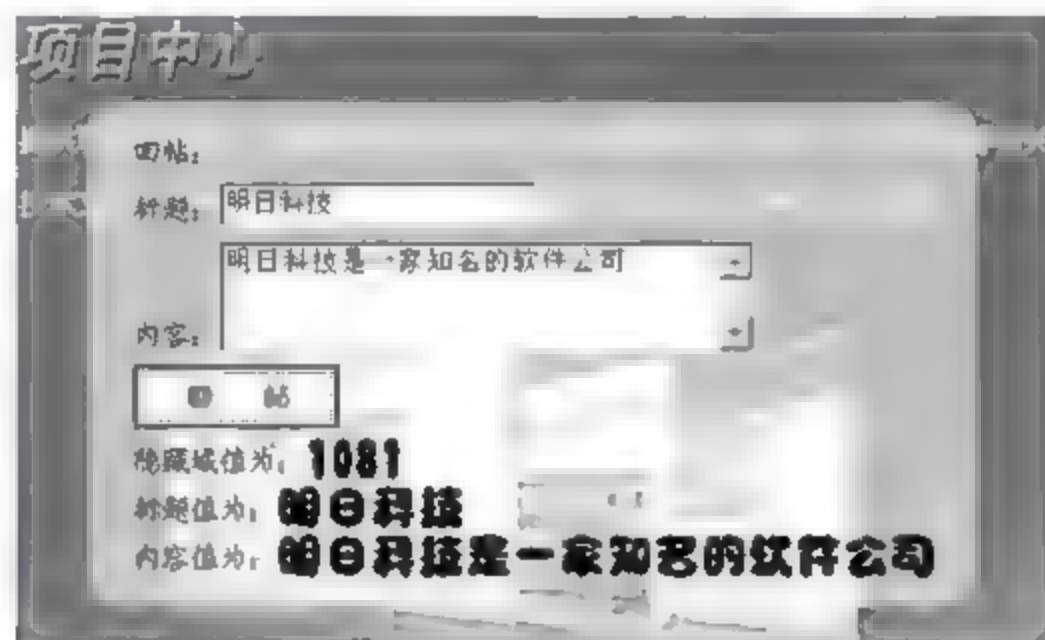 项目中心
回帖：
标题：明日科技
明日科技是一家知名的软件公司
内容：
回 帖
隐藏域值为：1081
标题值为：明日科技
内容值为：明日科技是一家知名的软件公司